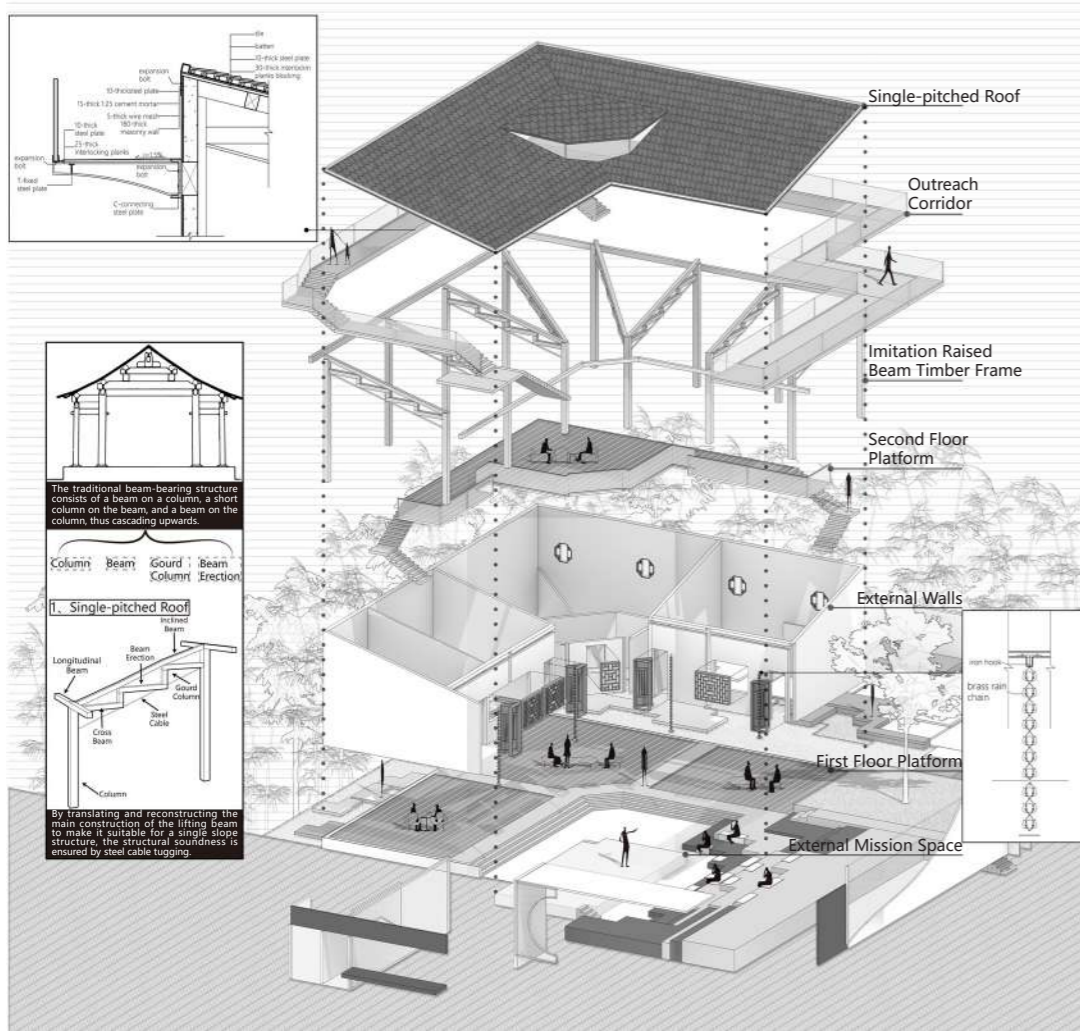 tile
batten
10-thick steel plate
30-thick interlockin
planks blocking
expansion
bolt
10-thicksteel plate
15-thick 1:2.5 cement mortar
5-thick wire mesh
180-thick
masonry wall
10-thick
steel plate
25-thick
interlocking planks
expansion
bolt
T-fixed
steel plate
i=1.5%
expansion
bolt
C-connecting
steel plate
Single-pitched Roof
Outreach
Corridor
Imitation Raised
Beam Timber Frame
Second Floor
Platform
External Walls
First Floor Platform
External Mission Space
The traditional beam-bearing structure
consists of a beam on a column, a short
column on the beam, and a beam on the
column, thus cascading upwards.
Column
Beam
Gourd
Column
Beam
Erection
1、Single-pitched Roof
Inclined
Beam
Beam
Erection
Longitudinal
Beam
Gourd
Column
Steel
Cable
Cross
Beam
Column
By translating and reconstructing the
main construction of the lifting beam
to make it suitable for a single slope
structure, the structural soundness is
ensured by steel cable tugging.
iron hook
brass rain
chain